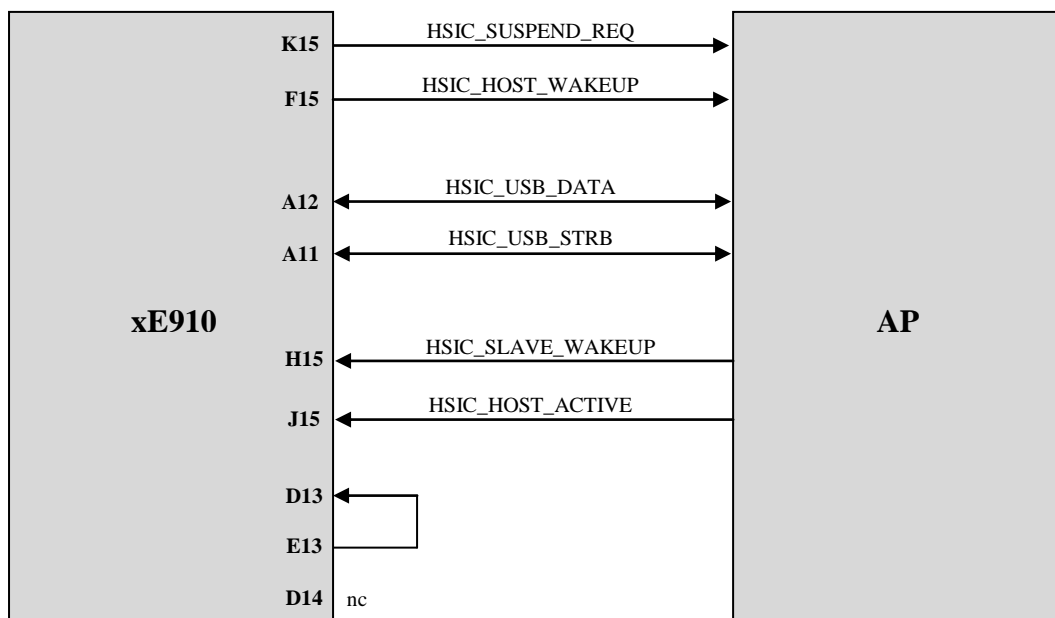 K15 HSIC_SUSPEND_REQ
F15 HSIC_HOST_WAKEUP
A12 HSIC_USB_DATA
A11 HSIC_USB_STRB
xE910 AP
H15 HSIC_SLAVE_WAKEUP
J15 HSIC_HOST_ACTIVE
D13
E13
D14 nc